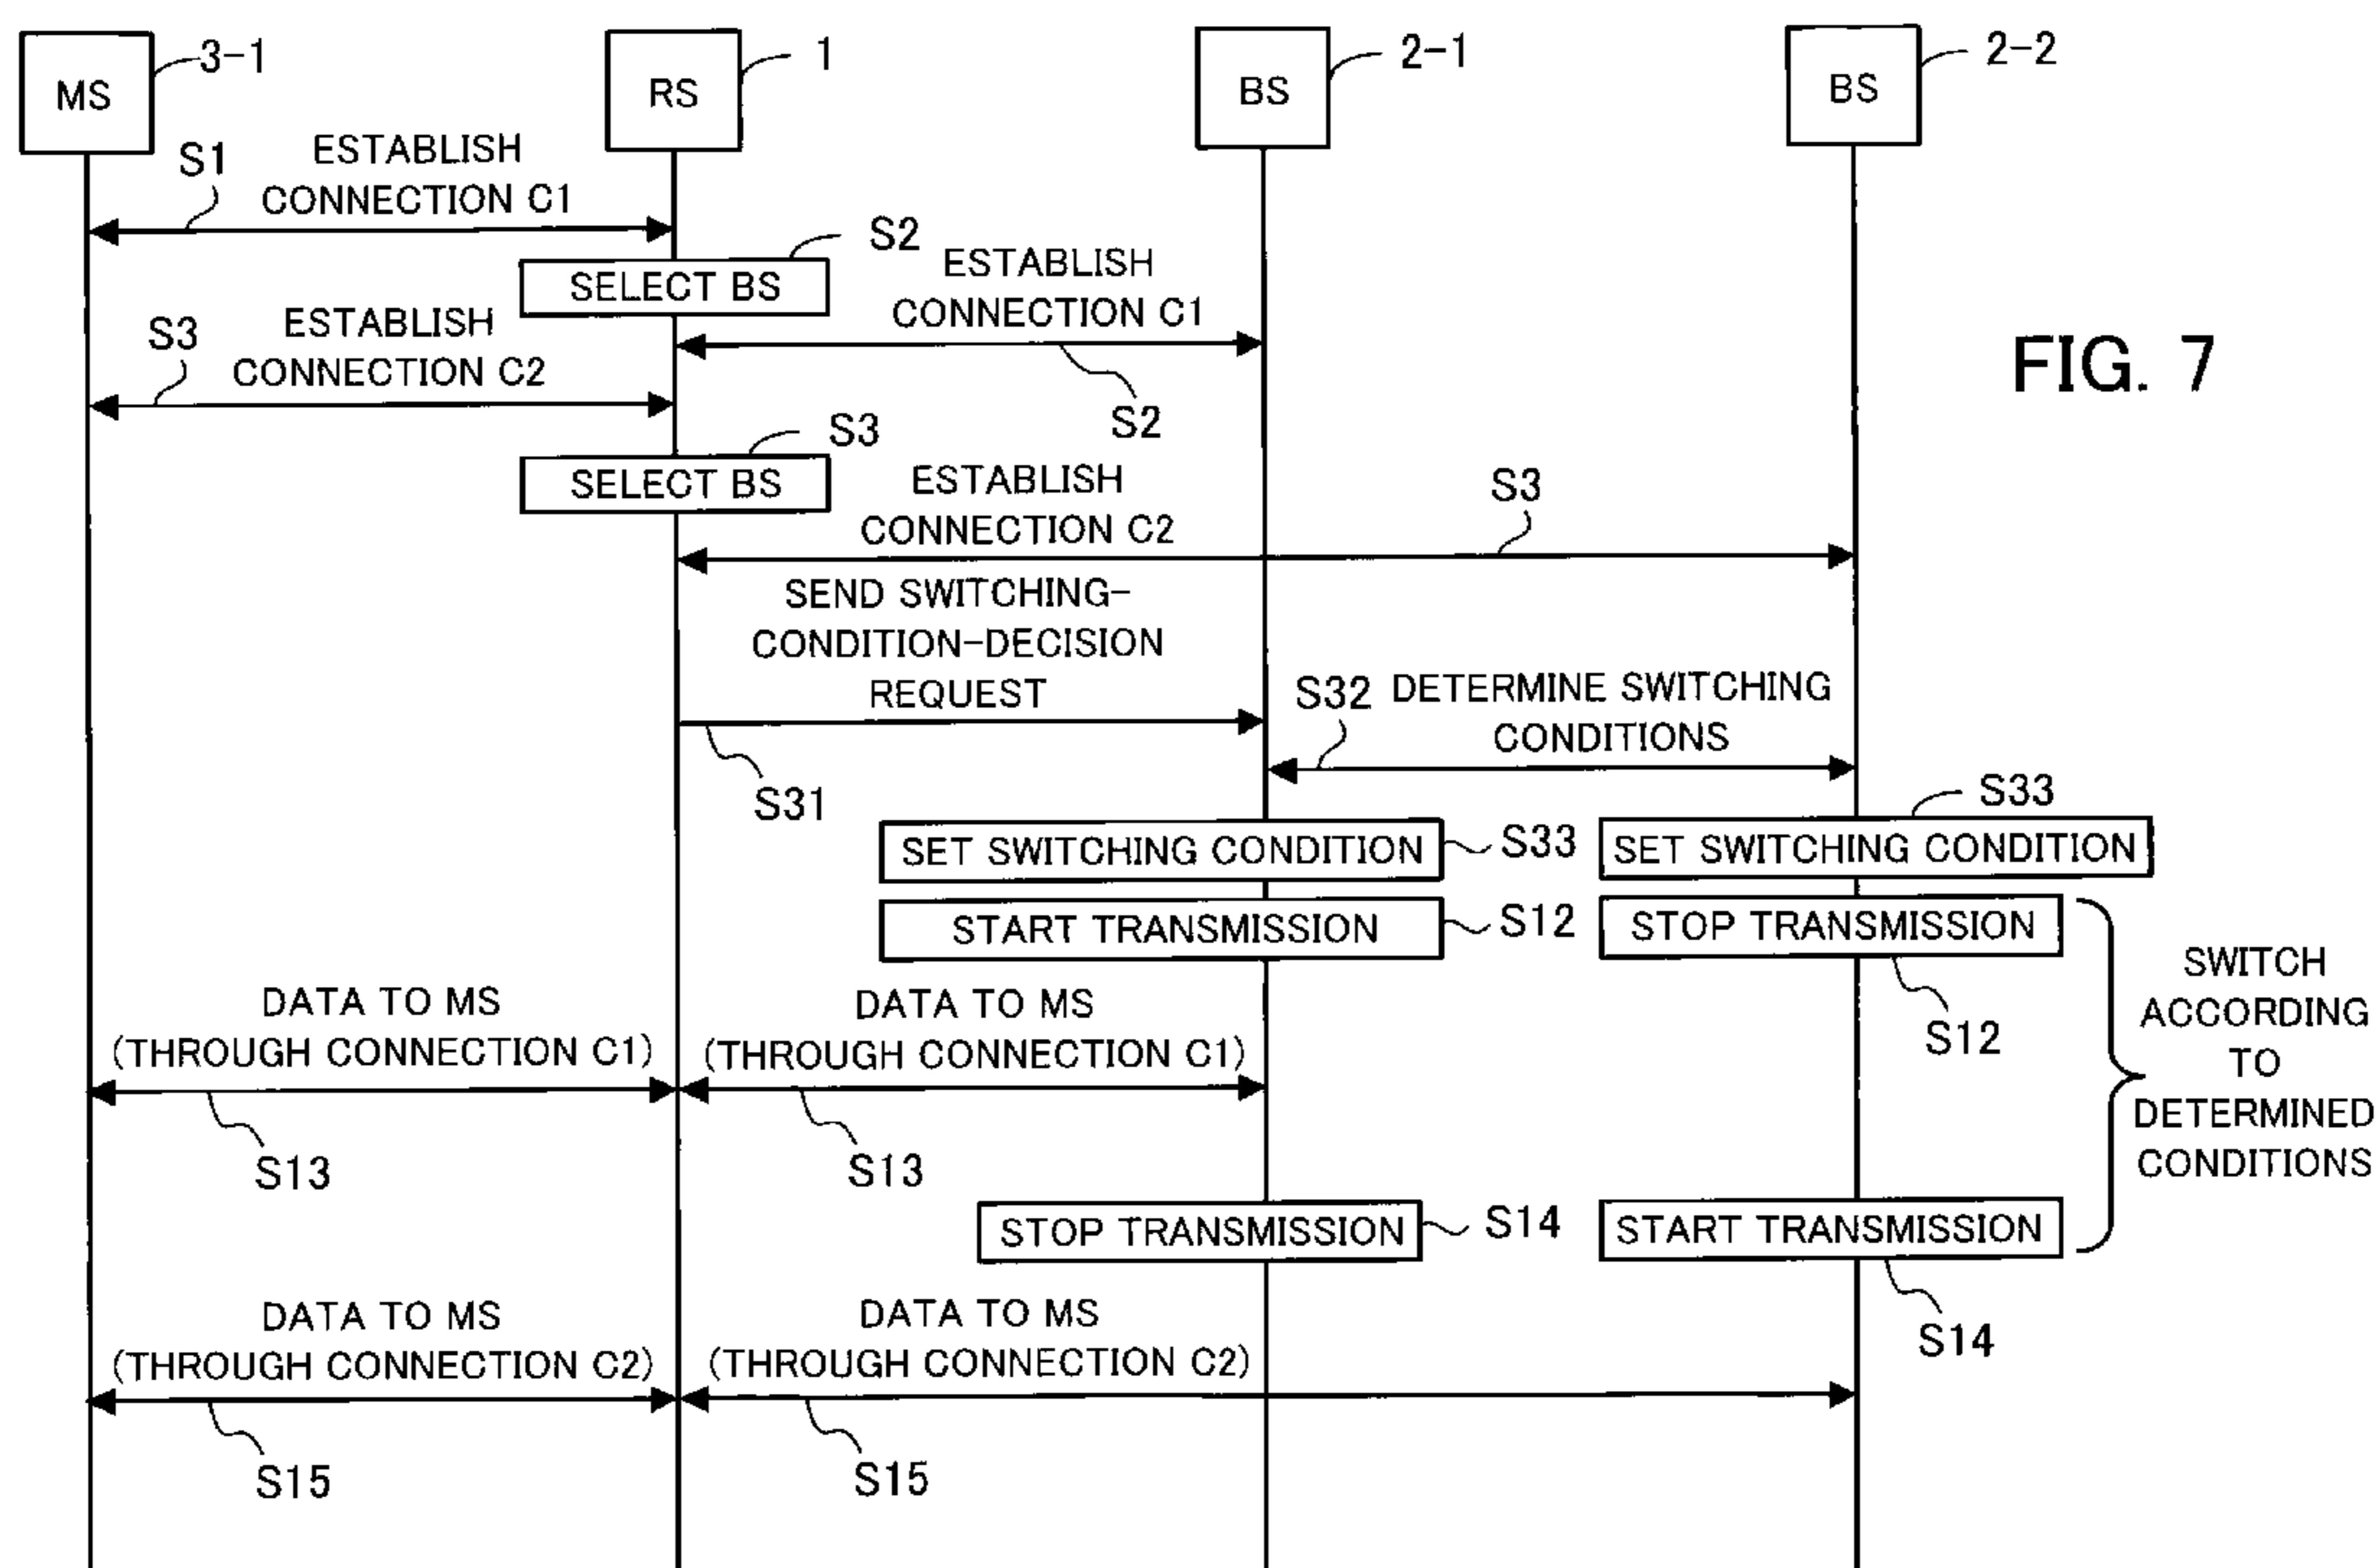 MS
3-1
RS
1
BS
2-1
BS
2-2
S1
ESTABLISH
CONNECTION C1
SELECT BS
S2
ESTABLISH
CONNECTION C1
S2
S3
ESTABLISH
CONNECTION C2
FIG. 7
SELECT BS
S3
ESTABLISH
CONNECTION C2
S3
SEND SWITCHING-
CONDITION-DECISION
REQUEST
S31
S32
DETERMINE SWITCHING
CONDITIONS
SET SWITCHING CONDITION
S33
SET SWITCHING CONDITION
S33
START TRANSMISSION
S12
STOP TRANSMISSION
S12
SWITCH
ACCORDING
TO
DETERMINED
CONDITIONS
DATA TO MS
(THROUGH CONNECTION C1)
S13
DATA TO MS
(THROUGH CONNECTION C1)
S13
STOP TRANSMISSION
S14
START TRANSMISSION
S14
DATA TO MS
(THROUGH CONNECTION C2)
S15
DATA TO MS
(THROUGH CONNECTION C2)
S15